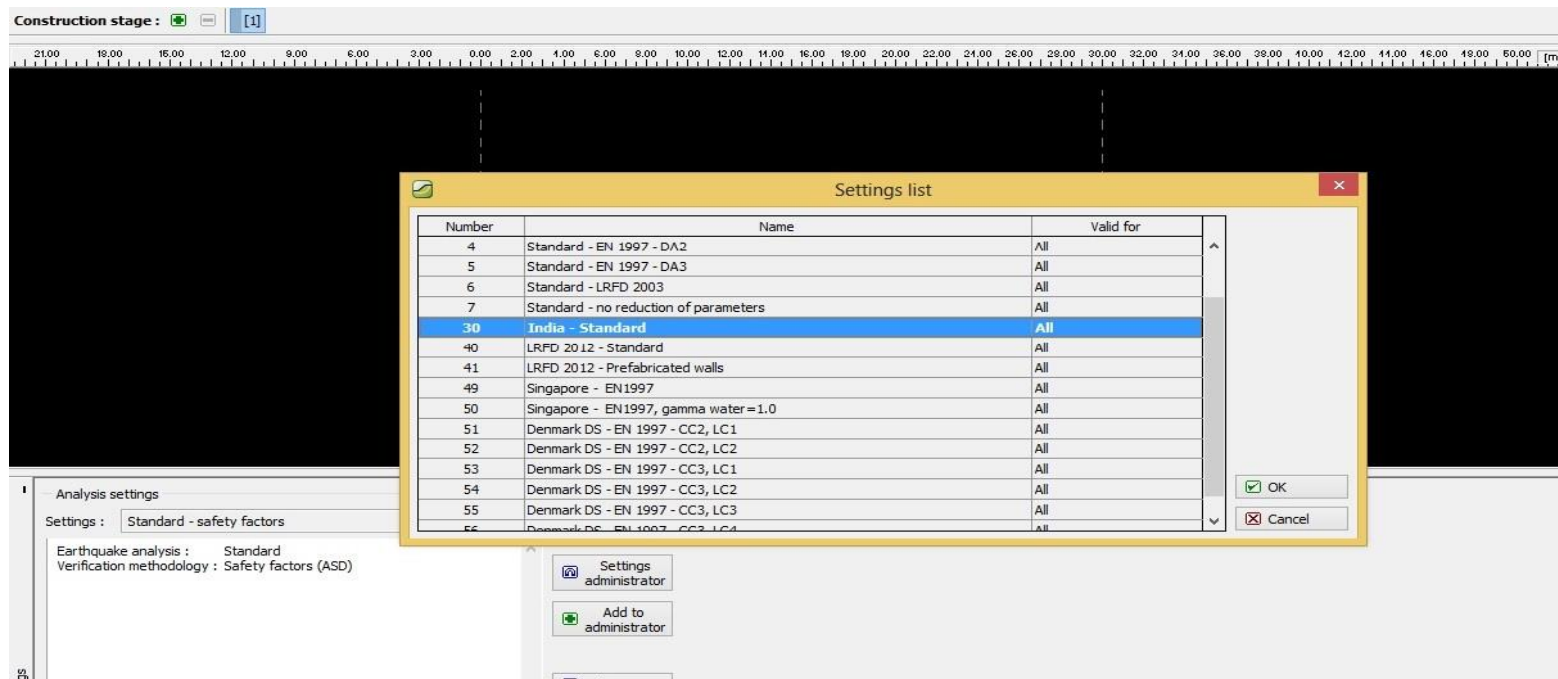 Construction stage : [1]
21.00 18.00 15.00 12.00 9.00 6.00 3.00 0.00 2.00 4.00 6.00 8.00 10.00 12.00 14.00 16.00 18.00 20.00 22.00 24.00 26.00 28.00 30.00 32.00 34.00 36.00 38.00 40.00 42.00 44.00 46.00 48.00 50.00 [m
Settings list
Number Name Valid for
4 Standard - EN 1997 - DA2 All
5 Standard - EN 1997 - DA3 All
6 Standard - LRFD 2003 All
7 Standard - no reduction of parameters All
30 India - Standard All
40 LRFD 2012 - Standard All
41 LRFD 2012 - Prefabricated walls All
49 Singapore - EN1997 All
50 Singapore - EN1997, gamma water=1.0 All
51 Denmark DS - EN 1997 - CC2, LC1 All
52 Denmark DS - EN 1997 - CC2, LC2 All
53 Denmark DS - EN 1997 - CC3, LC1 All
54 Denmark DS - EN 1997 - CC3, LC2 All
55 Denmark DS - EN 1997 - CC3, LC3 All
56 Denmark DS - EN 1997 - CC3, LC4 All
OK
Cancel
Analysis settings
Settings : Standard - safety factors
Earthquake analysis : Standard
Verification methodology : Safety factors (ASD)
Settings
administrator
Add to
administrator